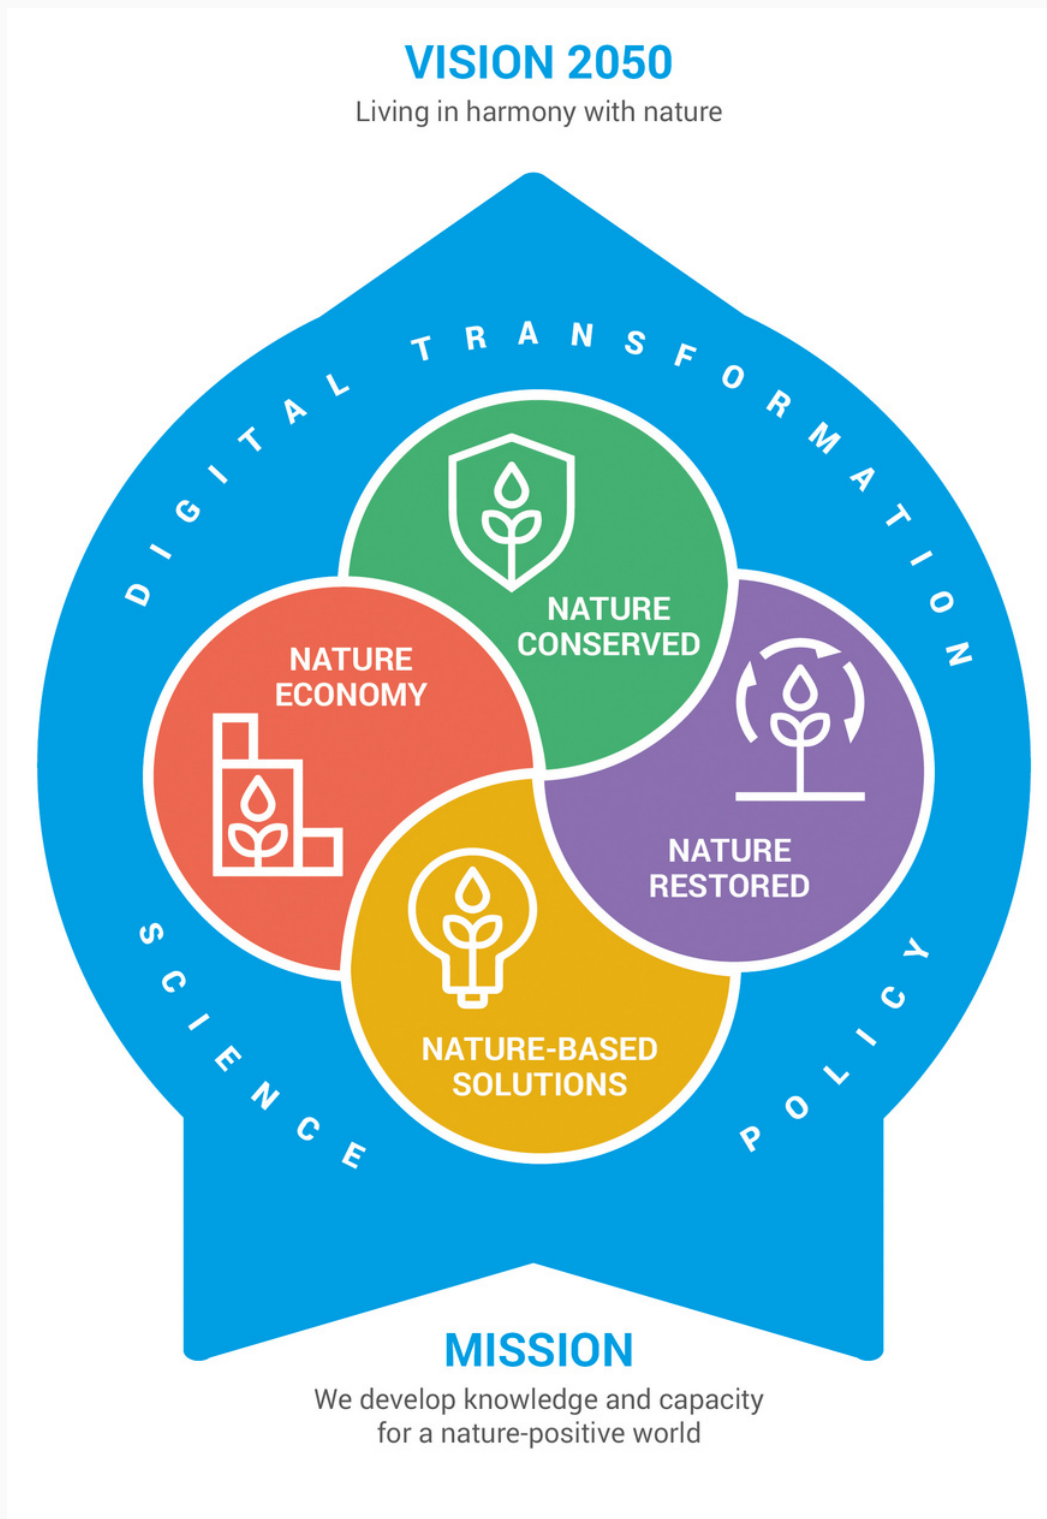 VISION 2050
Living in harmony with nature
DIGITAL TRANSFORMATION
NATURE
CONSERVED
NATURE
ECONOMY
NATURE
RESTORED
NATURE-BASED
SOLUTIONS
SCIENCE
POLICY
MISSION
We develop knowledge and capacity
for a nature-positive world